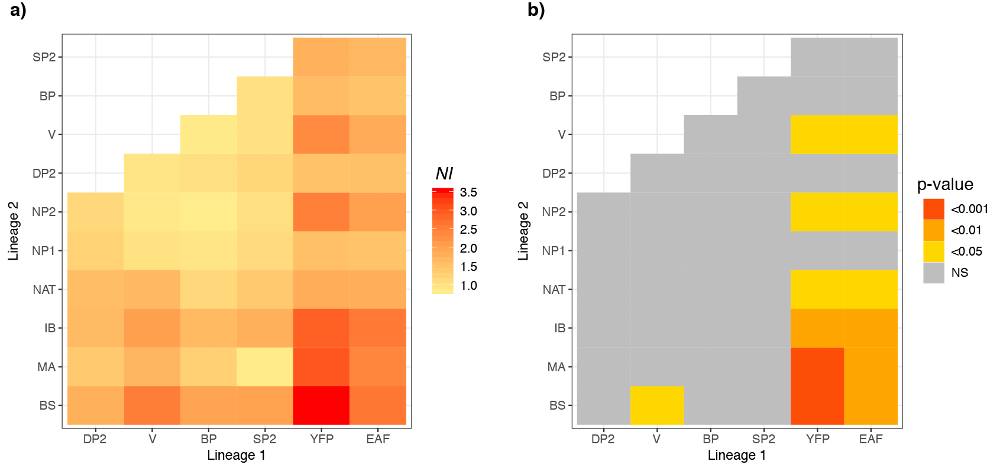 a)
SP2
BP
V
DP2
NP2
NP1
NAT
IB
MA
BS
Lineage 2
DP2 V BP SP2 YFP EAF
Lineage 1
NI
3.5
3.0
2.5
2.0
1.5
1.0
b)
SP2
BP
V
DP2
NP2
NP1
NAT
IB
MA
BS
Lineage 2
DP2 V BP SP2 YFP EAF
Lineage 1
p-value
<0.001
<0.01
<0.05
NS